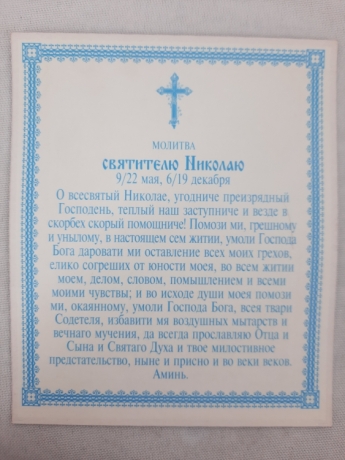 МОЛИТВА
СВЯТИТЕЛЮ НИКОЛАЮ
9/22 мая, 6/19 декабря
О всесвятый Николае, угодниче преизрядный
Господень, теплый наш заступниче и везде в
скорбех скорый помощниче! Помози ми, грешному
и унылому, в настоящем сем житии, умоли Господа
Бога даровати ми оставление всех моих грехов,
елико согреших от юности моея, во всем житии
моем, делом, словом, помышлением и всеми
моими чувствы; и во исходе души моея помози
ми, окаянному, умоли Господа Бога, всея твари
Содетеля, избавити мя воздушных мытарств и
вечнаго мучения, да всегда прославляю Отца и
Сына и Святаго Духа и твое милостивное
предстательство, ныне и присно и во веки веков.
Аминь.